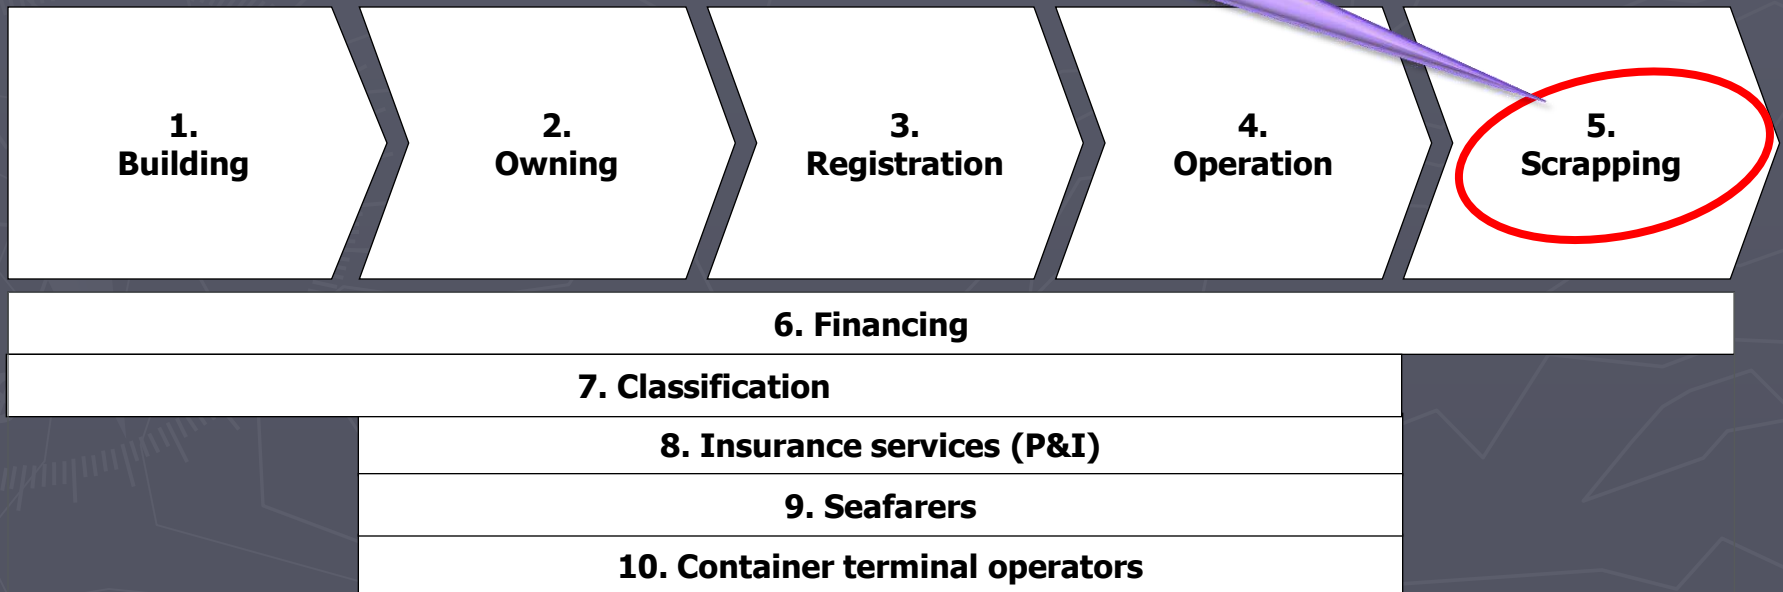 1.
Building
2.
Owning
3.
Registration
4.
Operation
5.
Scrapping
6. Financing
7. Classification
8. Insurance services (P&I)
9. Seafarers
10. Container terminal operators